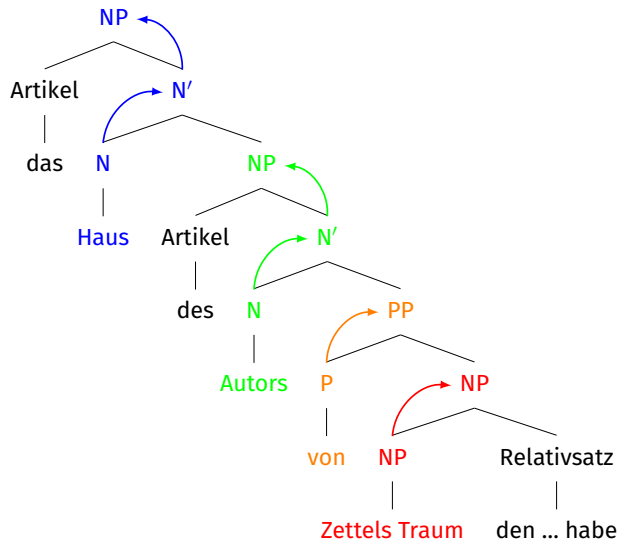 NP
Artikel N′
das N NP
Haus Artikel N′
des N PP
Autors P NP
von NP Relativsatz
Zettels Traum den ... habe